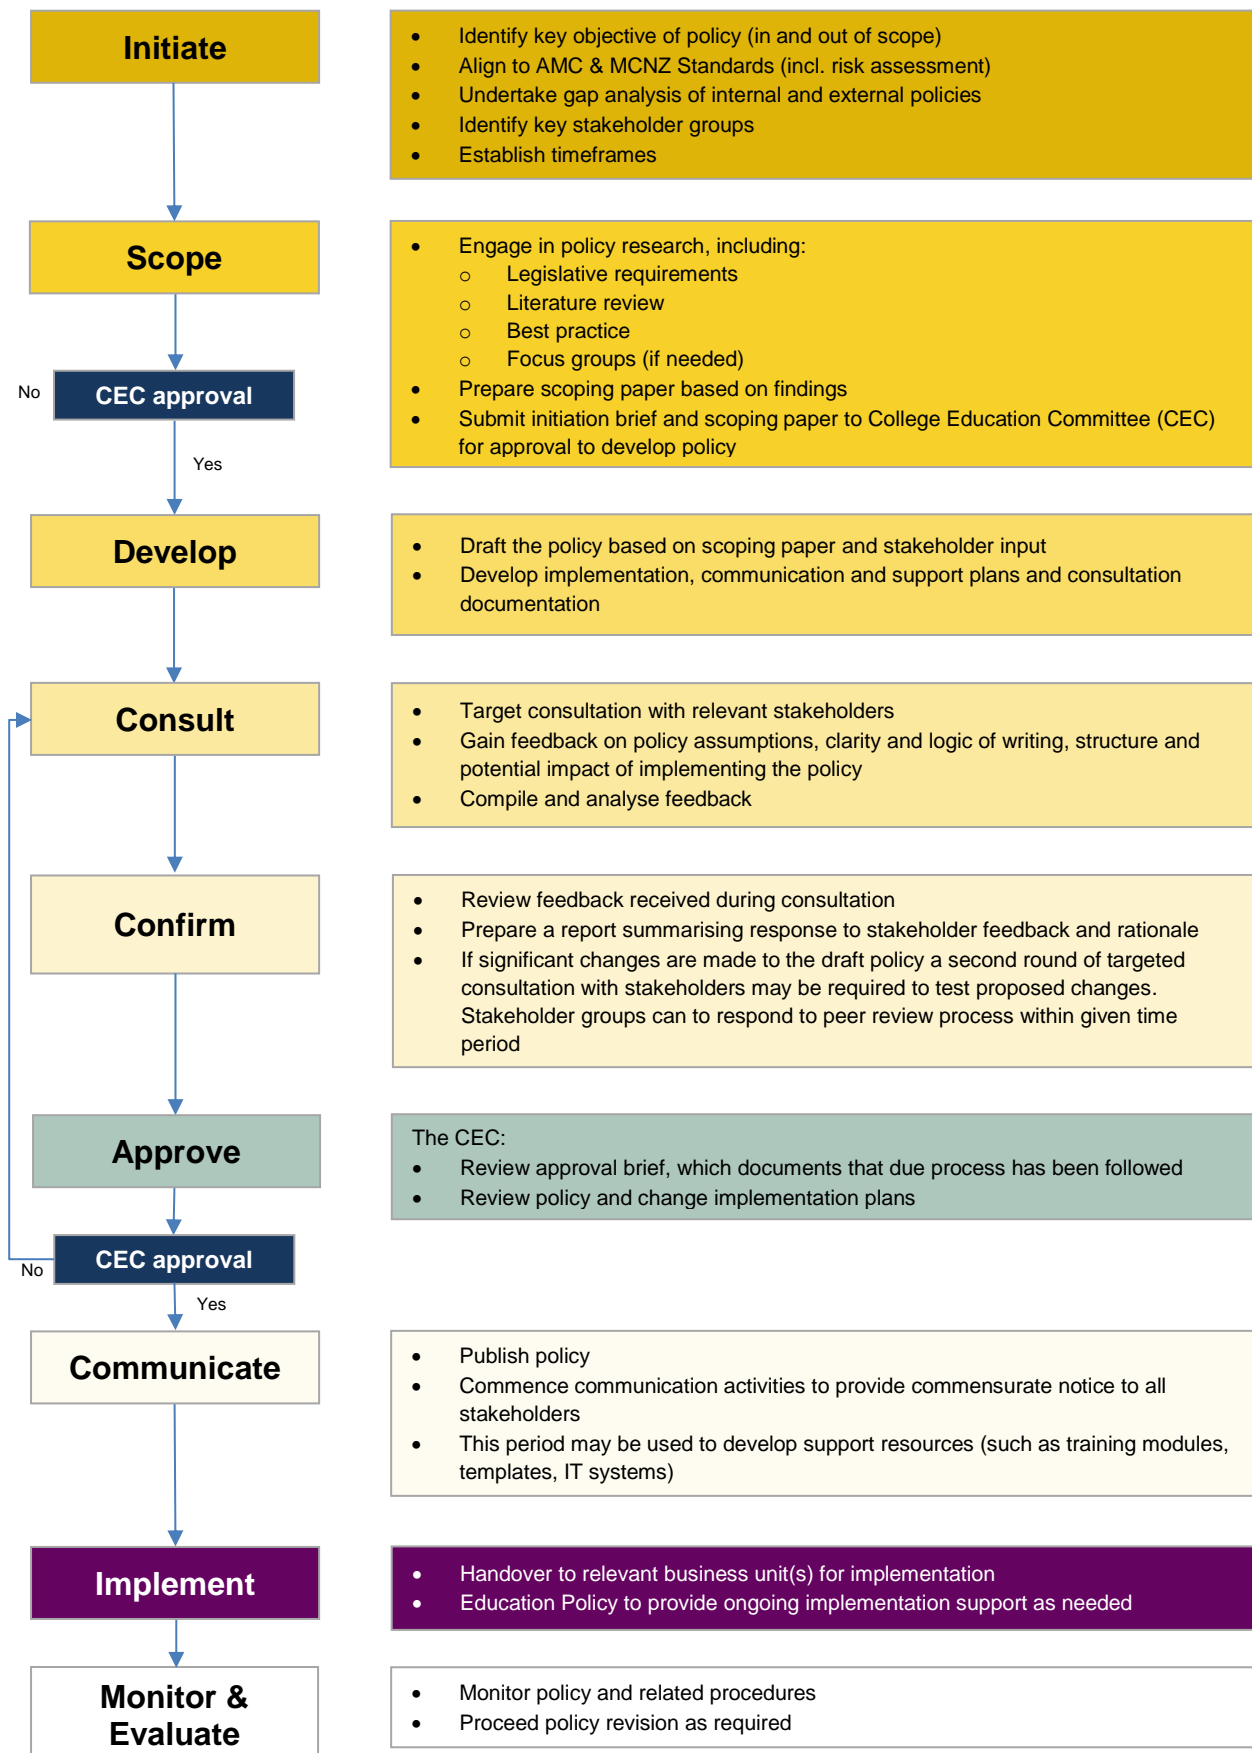 Initiate
• Identify key objective of policy (in and out of scope)
• Align to AMC & MCNZ Standards (incl. risk assessment)
• Undertake gap analysis of internal and external policies
• Identify key stakeholder groups
• Establish timeframes
Scope
• Engage in policy research, including:
o Legislative requirements
o Literature review
o Best practice
o Focus groups (if needed)
• Prepare scoping paper based on findings
• Submit initiation brief and scoping paper to College Education Committee (CEC)
for approval to develop policy
No
CEC approval
Yes
Develop
• Draft the policy based on scoping paper and stakeholder input
• Develop implementation, communication and support plans and consultation
documentation
Consult
• Target consultation with relevant stakeholders
• Gain feedback on policy assumptions, clarity and logic of writing, structure and
potential impact of implementing the policy
• Compile and analyse feedback
Confirm
• Review feedback received during consultation
• Prepare a report summarising response to stakeholder feedback and rationale
• If significant changes are made to the draft policy a second round of targeted
consultation with stakeholders may be required to test proposed changes.
Stakeholder groups can to respond to peer review process within given time
period
Approve
The CEC:
• Review approval brief, which documents that due process has been followed
• Review policy and change implementation plans
CEC approval
No
Yes
Communicate
• Publish policy
• Commence communication activities to provide commensurate notice to all
stakeholders
• This period may be used to develop support resources (such as training modules,
templates, IT systems)
Implement
• Handover to relevant business unit(s) for implementation
• Education Policy to provide ongoing implementation support as needed
Monitor &
Evaluate
• Monitor policy and related procedures
• Proceed policy revision as required